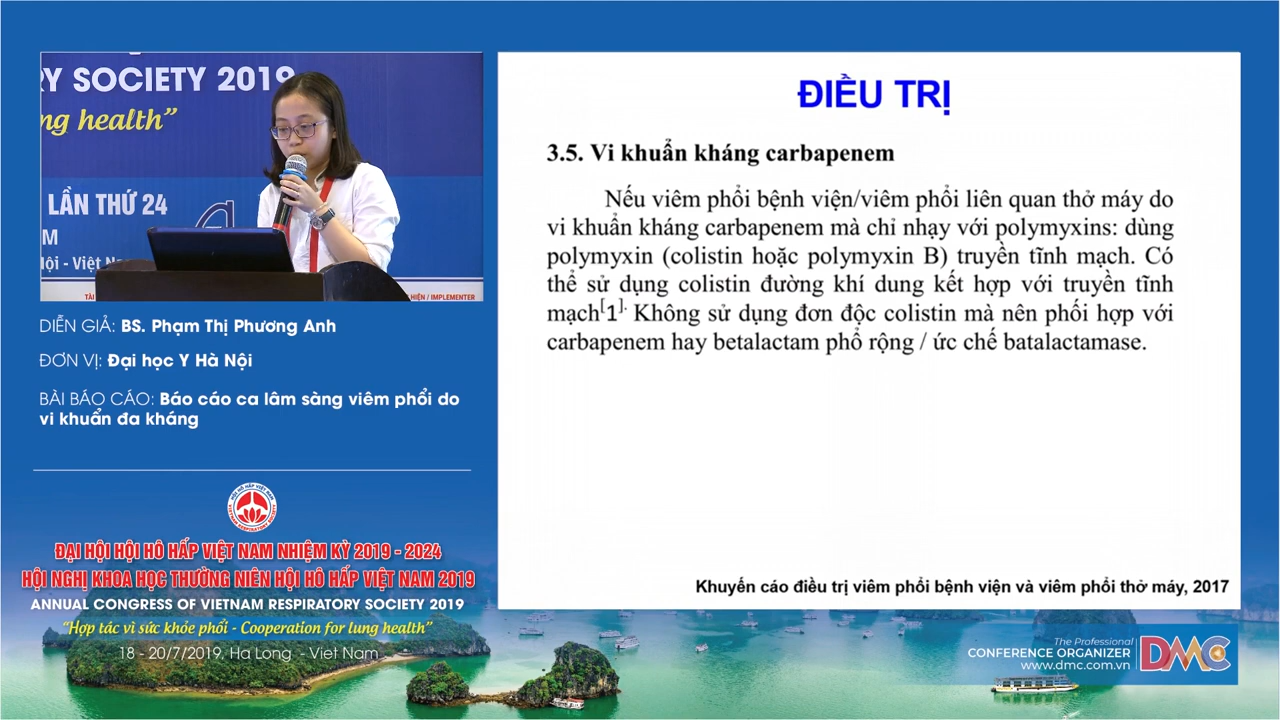 RY SOCIETY 2019
ng health”
LẦN THỨ 24
DIỄN GIẢ: BS. Phạm Thị Phương Anh
ĐƠN VỊ: Đại học Y Hà Nội
BÀI BÁO CÁO: Báo cáo ca lâm sàng viêm phổi do
vi khuẩn đa kháng
HỘI HÔ HẤP VIỆT NAM
VIETNAM RESPIRATORY SOCIETY
ĐẠI HỘI HỘI HÔ HẤP VIỆT NAM NHIỆM KỲ 2019 - 2024
HỘI NGHỊ KHOA HỌC THƯỜNG NIÊN HỘI HÔ HẤP VIỆT NAM 2019
ANNUAL CONGRESS OF VIETNAM RESPIRATORY SOCIETY 2019
“Hợp tác vì sức khỏe phổi - Cooperation for lung health”
18 - 20/7/2019, Ha Long - Viet Nam
ĐIỀU TRỊ
3.5. Vi khuẩn kháng carbapenem
Nếu viêm phổi bệnh viện/viêm phổi liên quan thở máy do
vi khuẩn kháng carbapenem mà chỉ nhạy với polymyxins: dùng
polymyxin (colistin hoặc polymyxin B) truyền tĩnh mạch. Có
thể sử dụng colistin đường khí dung kết hợp với truyền tĩnh
mạch[1]. Không sử dụng đơn độc colistin mà nên phối hợp với
carbapenem hay betalactam phổ rộng / ức chế batalactamase.
Khuyến cáo điều trị viêm phổi bệnh viện và viêm phổi thở máy, 2017
The Professional
CONFERENCE ORGANIZER
www.dmc.com.vn
DMC